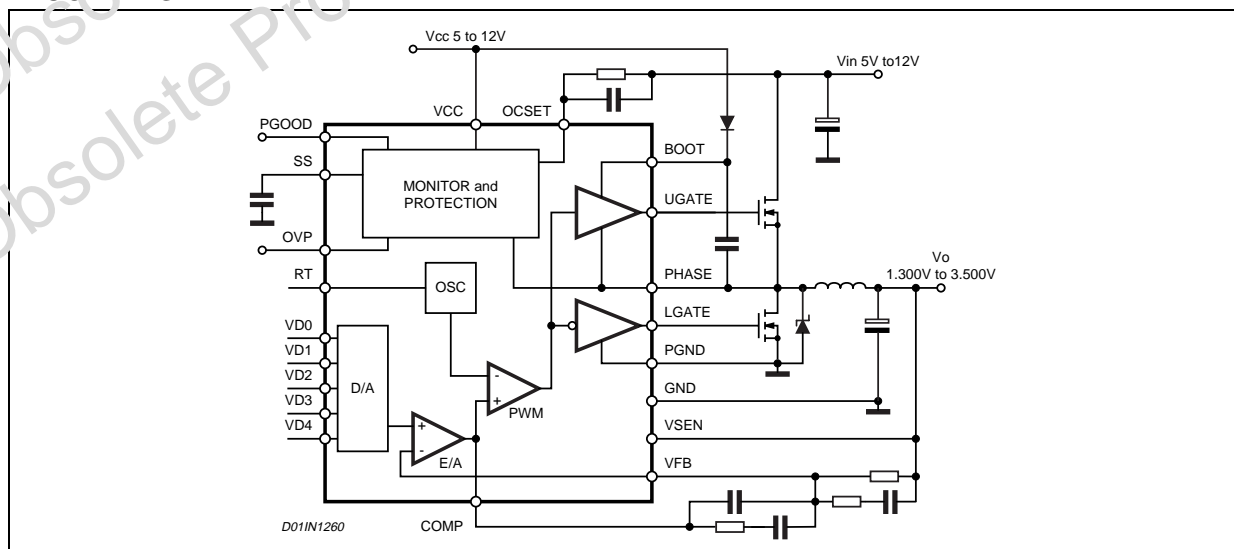 Obsolete Pro
Vcc 5 to 12V
Vin 5V to12V
VCC
OCSET
PGOOD
SS
MONITOR and
PROTECTION
OVP
RT
OSC
VD0
VD1
VD2
VD3
VD4
D/A
E/A
PWM
BOOT
UGATE
PHASE
LGATE
PGND
GND
VSEN
VFB
Vo
1.300V to 3.500V
COMP
D01IN1260